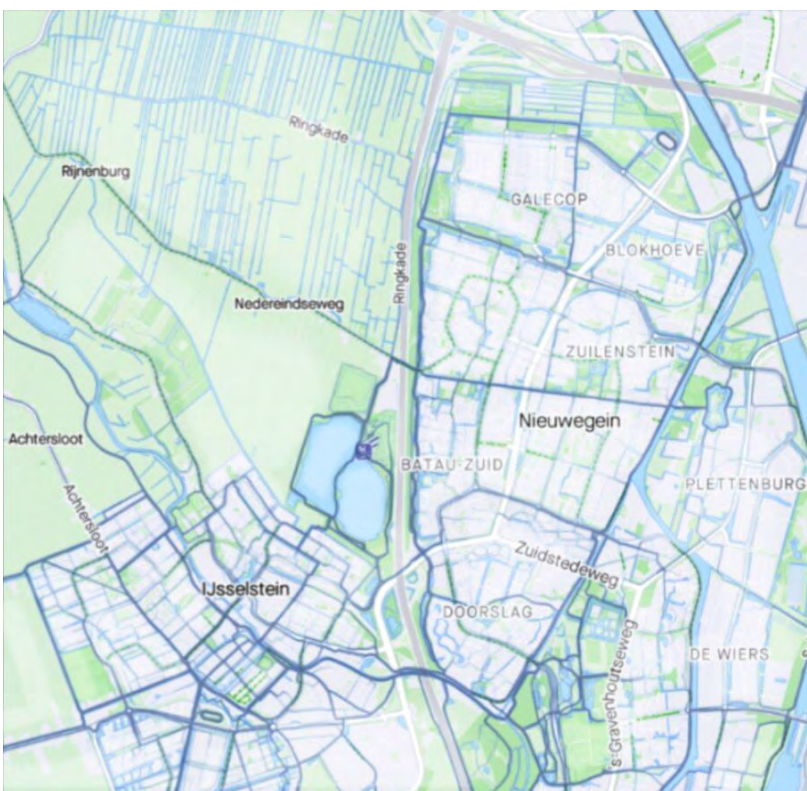 Ringkade
Rijnenburg
GALECOP
BLOKHOEVE
Ringkade
Nedereindseweg
ZUILENSTEIN
Nieuwegein
Achtersloot
BATAU-ZUID
PLETTENBURG
Achtersloot
Zuidstedeweg
IJsselstein
DOORSLAG
's-Gravenhoutseweg
DE WIERS